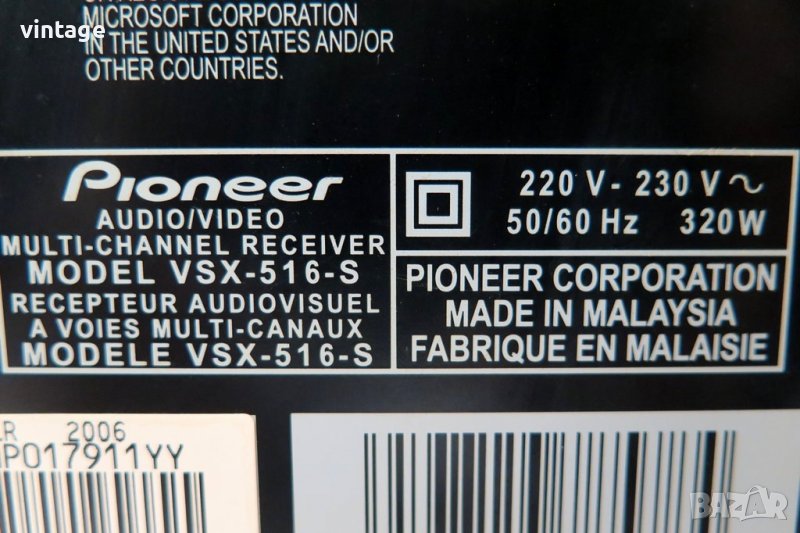 vintage
MICROSOFT CORPORATION
IN THE UNITED STATES AND/OR
OTHER COUNTRIES.
Pioneer
AUDIO/VIDEO
MULTI-CHANNEL RECEIVER
MODEL VSX-516-S
RECEPTEUR AUDIOVISUEL
A VOIES MULTI-CANAUX
MODELE VSX-516-S
220 V - 230 V ~
50/60 Hz 320W
PIONEER CORPORATION
MADE IN MALAYSIA
FABRIQUE EN MALAISIE
2006
P017911YY
BAZAR